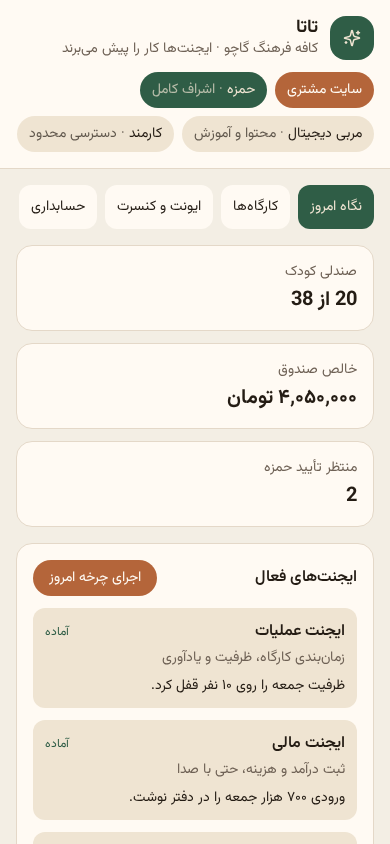 تاتا
کافه فرهنگ گاچو · ایجنت‌ها کار را پیش می‌برند
سایت مشتری
حمزه · اشراف کامل
مربی دیجیتال · محتوا و آموزش
کارمند · دسترسی محدود
نگاه امروز
کارگاه‌ها
ایونت و کنسرت
حسابداری
صندلی کودک
20 از 38
خالص صندوق
۴,۰۵۰,۰۰۰ تومان
منتظر تأیید حمزه
2
ایجنت‌های فعال
اجرای چرخه امروز
ایجنت عملیات
آماده
زمان‌بندی کارگاه، ظرفیت و یادآوری
ظرفیت جمعه را روی ۱۰ نفر قفل کرد.
ایجنت مالی
آماده
ثبت درآمد و هزینه، حتی با صدا
ورودی ۷۰۰ هزار جمعه را در دفتر نوشت.